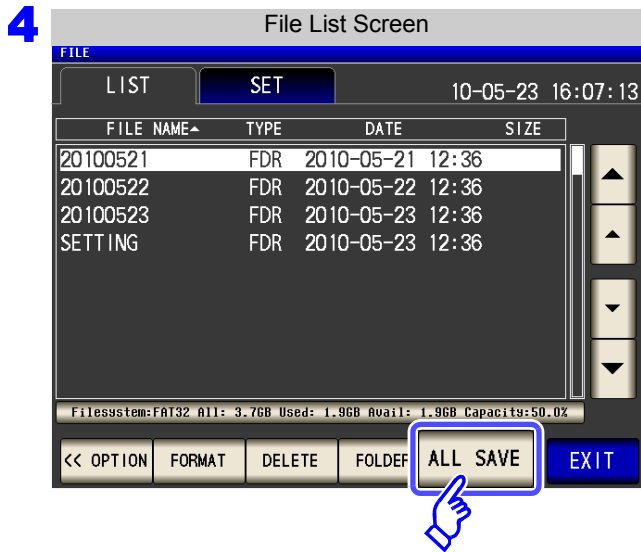 4
File List Screen
FILE
LIST SET 10-05-23 16:07:13
FILE NAME▲ TYPE DATE SIZE
20100521 FDR 2010-05-21 12:36
20100522 FDR 2010-05-22 12:36
20100523 FDR 2010-05-23 12:36
SETTING FDR 2010-05-23 12:36
Filesystem:FAT32 All: 3.7GB Used: 1.9GB Avail: 1.9GB Capacity:50.0%
<< OPTION FORMAT DELETE FOLDER ALL SAVE EXIT